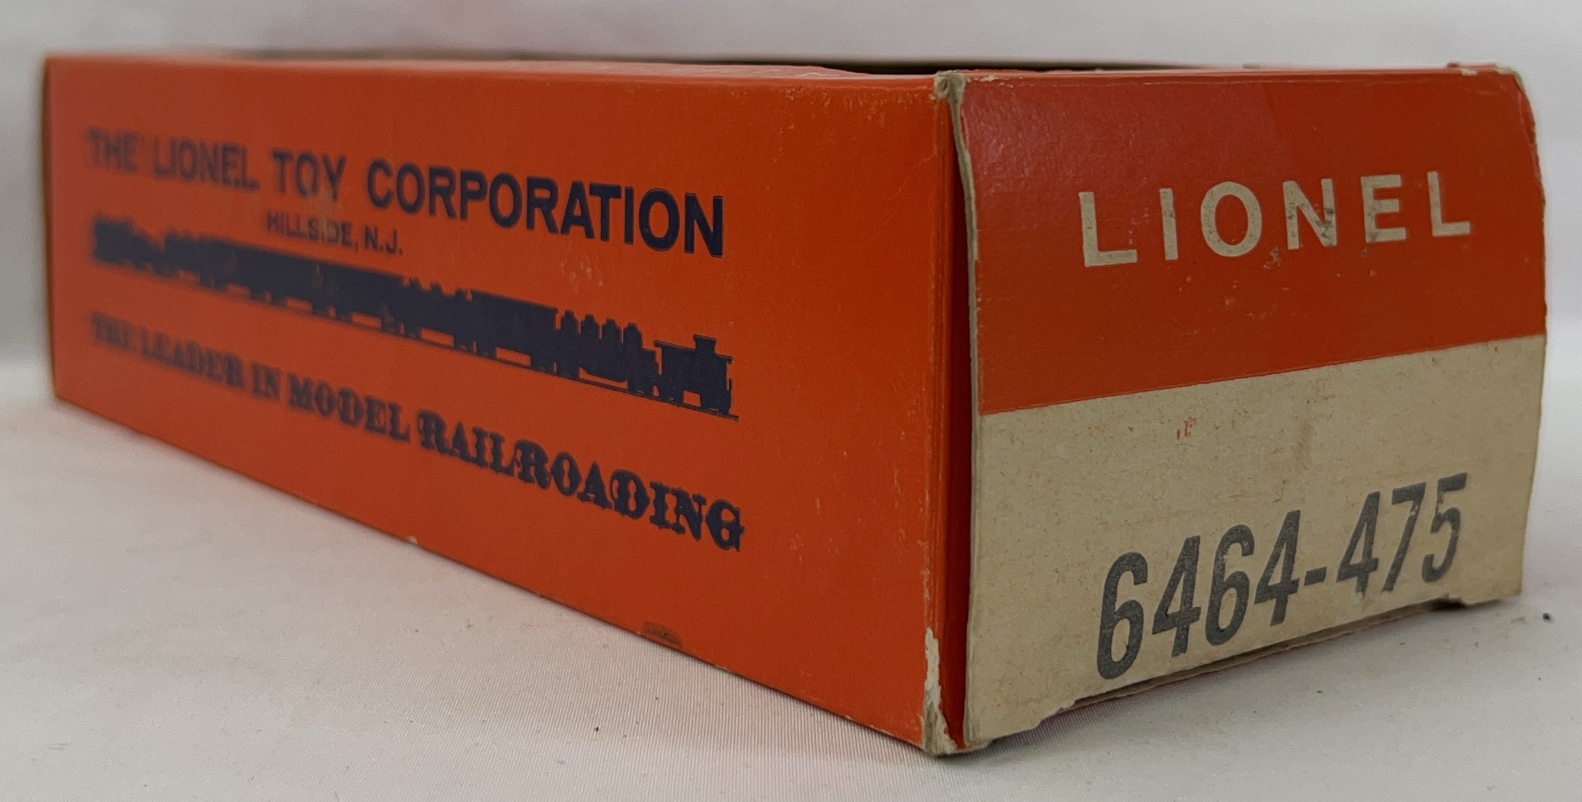 THE LIONEL TOY CORPORATION
HILLSIDE, N.J.
THE LEADER IN MODEL RAILROADING
LIONEL
6464-475